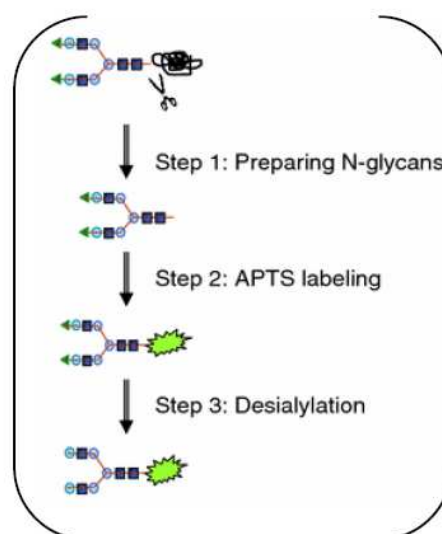 Step 1: Preparing N-glycans
Step 2: APTS labeling
Step 3: Desialylation